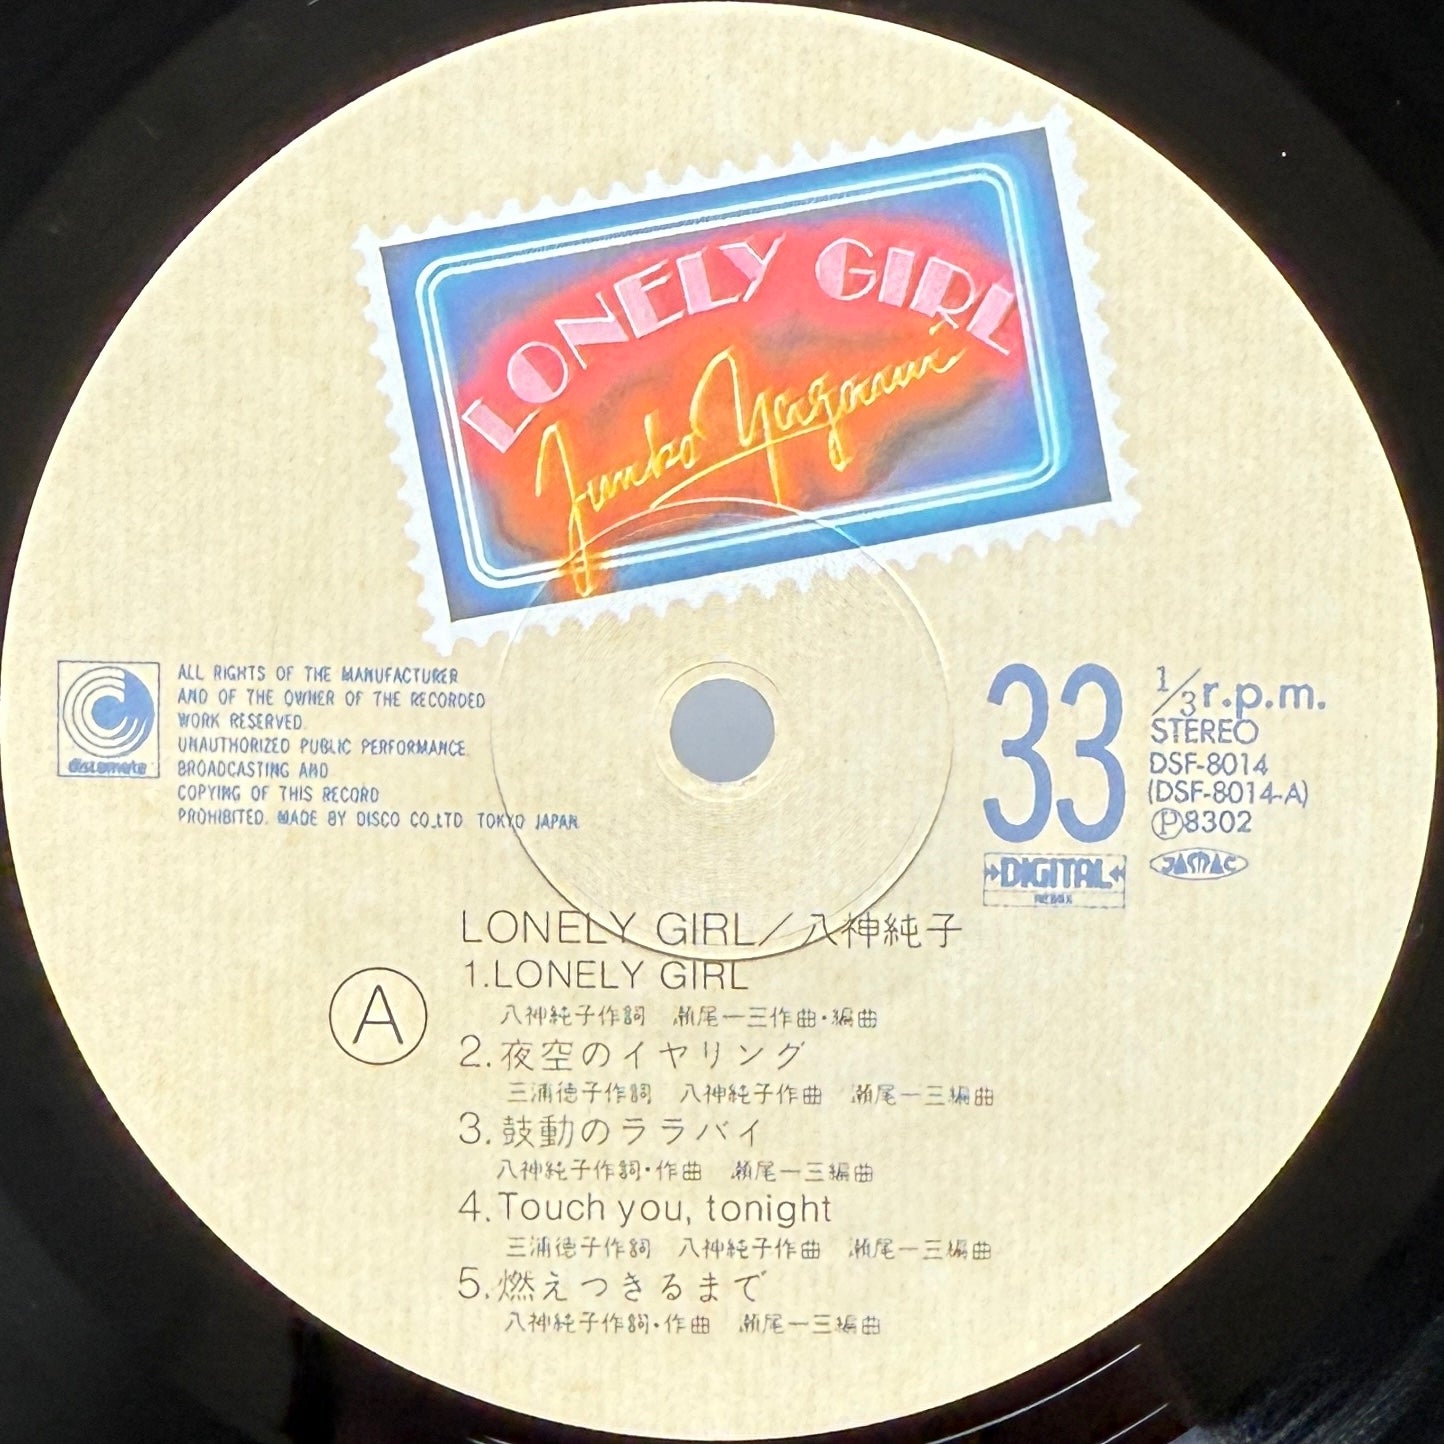 LONELY GIRL
Junko Yagami
discomate
ALL RIGHTS OF THE MANUFACTURER
AND OF THE OWNER OF THE RECORDED
WORK RESERVED.
UNAUTHORIZED PUBLIC PERFORMANCE.
BROADCASTING AND
COPYING OF THIS RECORD
PROHIBITED. MADE BY DISCO CO.,LTD. TOKYO JAPAN.
33 1/3 r.p.m.
STEREO
DSF-8014
(DSF-8014-A)
Ⓟ8302
DIGITAL
JASRAC
LONELY GIRL/八神純子
A
1.LONELY GIRL
八神純子作詞 瀬尾一三作曲・編曲
2.夜空のイヤリング
三浦徳子作詞 八神純子作曲 瀬尾一三編曲
3.鼓動のララバイ
八神純子作詞・作曲 瀬尾一三編曲
4.Touch you, tonight
三浦徳子作詞 八神純子作曲 瀬尾一三編曲
5.燃えつきるまで
八神純子作詞・作曲 瀬尾一三編曲